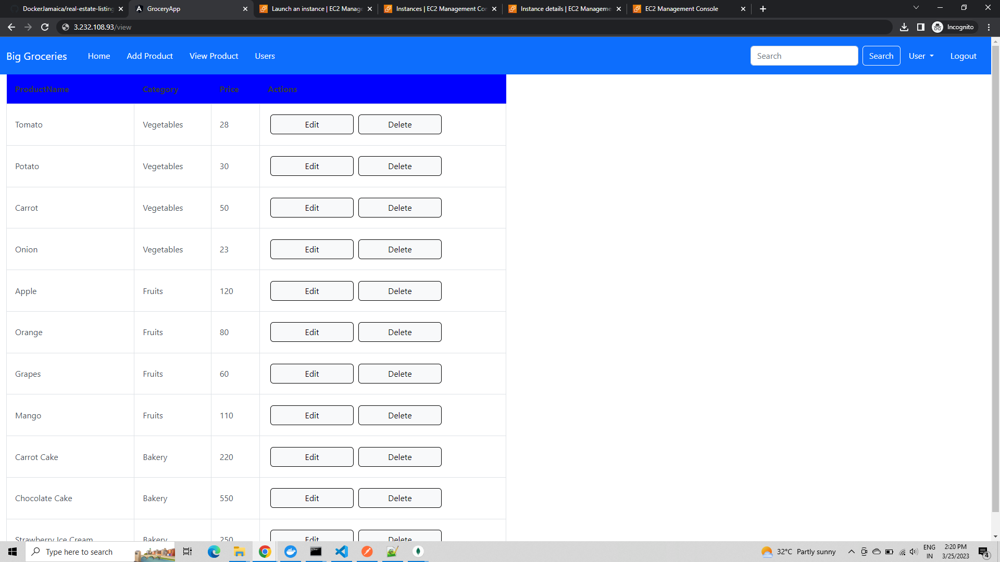 DockerJamaica/real-estate-listing
GroceryApp
Launch an instance | EC2 Manage
Instances | EC2 Management Con
Instance details | EC2 Manageme
EC2 Management Console
3.232.108.93/view
Incognito
Big Groceries Home Add Product View Product Users Search Search User Logout
ProductName Category Price Actions
Tomato Vegetables 28 Edit Delete
Potato Vegetables 30 Edit Delete
Carrot Vegetables 50 Edit Delete
Onion Vegetables 23 Edit Delete
Apple Fruits 120 Edit Delete
Orange Fruits 80 Edit Delete
Grapes Fruits 60 Edit Delete
Mango Fruits 110 Edit Delete
Carrot Cake Bakery 220 Edit Delete
Chocolate Cake Bakery 550 Edit Delete
Strawberry Ice Cream Bakery 250 Edit Delete
Type here to search
32°C Partly sunny
ENG
IN
2:20 PM
3/25/2023
4